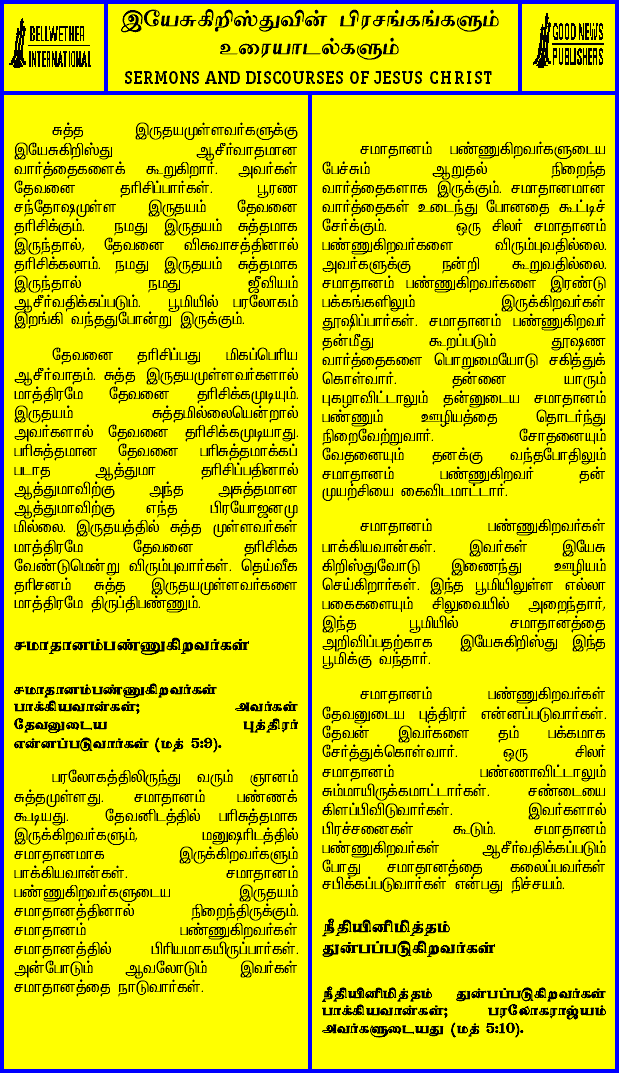 BELLWETHER
INTERNATIONAL
இயேசுகிறிஸ்துவின் பிரசங்கங்களும்
உரையாடல்களும்
SERMONS AND DISCOURSES OF JESUS CHRIST
GOOD NEWS
PUBLISHERS
சுத்த இருதயமுள்ளவர்களுக்கு
இயேசுகிறிஸ்து ஆசீர்வாதமான
வார்த்தைகளைக் கூறுகிறார். அவர்கள்
தேவனை தரிசிப்பார்கள். பூரண
சந்தோஷமுள்ள இருதயம் தேவனை
தரிசிக்கும். நமது இருதயம் சுத்தமாக
இருந்தால், தேவனை விசுவாசத்தினால்
தரிசிக்கலாம். நமது இருதயம் சுத்தமாக
இருந்தால் நமது ஜீவியம்
ஆசீர்வதிக்கப்படும். பூமியில் பரலோகம்
இறங்கி வந்ததுபோன்று இருக்கும்.
தேவனை தரிசிப்பது மிகப்பெரிய
ஆசீர்வாதம். சுத்த இருதயமுள்ளவர்களால்
மாத்திரமே தேவனை தரிசிக்கமுடியும்.
இருதயம் சுத்தமில்லையென்றால்
அவர்களால் தேவனை தரிசிக்கமுடியாது.
பரிசுத்தமான தேவனை பரிசுத்தமாக்கப்
படாத ஆத்துமா தரிசிப்பதினால்
ஆத்துமாவிற்கு அந்த அசுத்தமான
ஆத்துமாவிற்கு எந்த பிரயோஜனமு
மில்லை. இருதயத்தில் சுத்த முள்ளவர்கள்
மாத்திரமே தேவனை தரிசிக்க
வேண்டுமென்று விரும்புவார்கள். தெய்வீக
தரிசனம் சுத்த இருதயமுள்ளவர்களை
மாத்திரமே திருப்திபண்ணும்.
சமாதானம்பண்ணுகிறவர்கள்
சமாதானம்பண்ணுகிறவர்கள்
பாக்கியவான்கள்; அவர்கள்
தேவனுடைய புத்திரர்
என்னப்படுவார்கள் (மத் 5:9).
பரலோகத்திலிருந்து வரும் ஞானம்
சுத்தமுள்ளது. சமாதானம் பண்ணக்
கூடியது. தேவனிடத்தில் பரிசுத்தமாக
இருக்கிறவர்களும், மனுஷரிடத்தில்
சமாதானமாக இருக்கிறவர்களும்
பாக்கியவான்கள். சமாதானம்
பண்ணுகிறவர்களுடைய இருதயம்
சமாதானத்தினால் நிறைந்திருக்கும்.
சமாதானம் பண்ணுகிறவர்கள்
சமாதானத்தில் பிரியமாகயிருப்பார்கள்.
அன்போடும் ஆவலோடும் இவர்கள்
சமாதானத்தை நாடுவார்கள்.
சமாதானம் பண்ணுகிறவர்களுடைய
பேச்சும் ஆறுதல் நிறைந்த
வார்த்தைகளாக இருக்கும். சமாதானமான
வார்த்தைகள் உடைந்து போனதை கூட்டிச்
சேர்க்கும். ஒரு சிலர் சமாதானம்
பண்ணுகிறவர்களை விரும்புவதில்லை.
அவர்களுக்கு நன்றி கூறுவதில்லை.
சமாதானம் பண்ணுகிறவர்களை இரண்டு
பக்கங்களிலும் இருக்கிறவர்கள்
தூஷிப்பார்கள். சமாதானம் பண்ணுகிறவர்
தன்மீது கூறப்படும் தூஷண
வார்த்தைகளை பொறுமையோடு சகித்துக்
கொள்வார். தன்னை யாரும்
புகழாவிட்டாலும் தன்னுடைய சமாதானம்
பண்ணும் ஊழியத்தை தொடர்ந்து
நிறைவேற்றுவார். சோதனையும்
வேதனையும் தனக்கு வந்தபோதிலும்
சமாதானம் பண்ணுகிறவர் தன்
முயற்சியை கைவிடமாட்டார்.
சமாதானம் பண்ணுகிறவர்கள்
பாக்கியவான்கள். இவர்கள் இயேசு
கிறிஸ்துவோடு இணைந்து ஊழியம்
செய்கிறார்கள். இந்த பூமியிலுள்ள எல்லா
பகைகளையும் சிலுவையில் அறைந்தார்,
இந்த பூமியில் சமாதானத்தை
அறிவிப்பதற்காக இயேசுகிறிஸ்து இந்த
பூமிக்கு வந்தார்.
சமாதானம் பண்ணுகிறவர்கள்
தேவனுடைய புத்திரர் என்னப்படுவார்கள்.
தேவன் இவர்களை தம் பக்கமாக
சேர்த்துக்கொள்வார். ஒரு சிலர்
சமாதானம் பண்ணாவிட்டாலும்
சும்மாயிருக்கமாட்டார்கள். சண்டையை
கிளப்பிவிடுவார்கள். இவர்களால்
பிரச்சனைகள் கூடும். சமாதானம்
பண்ணுகிறவர்கள் ஆசீர்வதிக்கப்படும்
போது சமாதானத்தை கலைப்பவர்கள்
சபிக்கப்படுவார்கள் என்பது நிச்சயம்.
நீதியினிமித்தம்
துன்பப்படுகிறவர்கள்
நீதியினிமித்தம் துன்பப்படுகிறவர்கள்
பாக்கியவான்கள்; பரலோகராஜ்யம்
அவர்களுடையது (மத் 5:10).